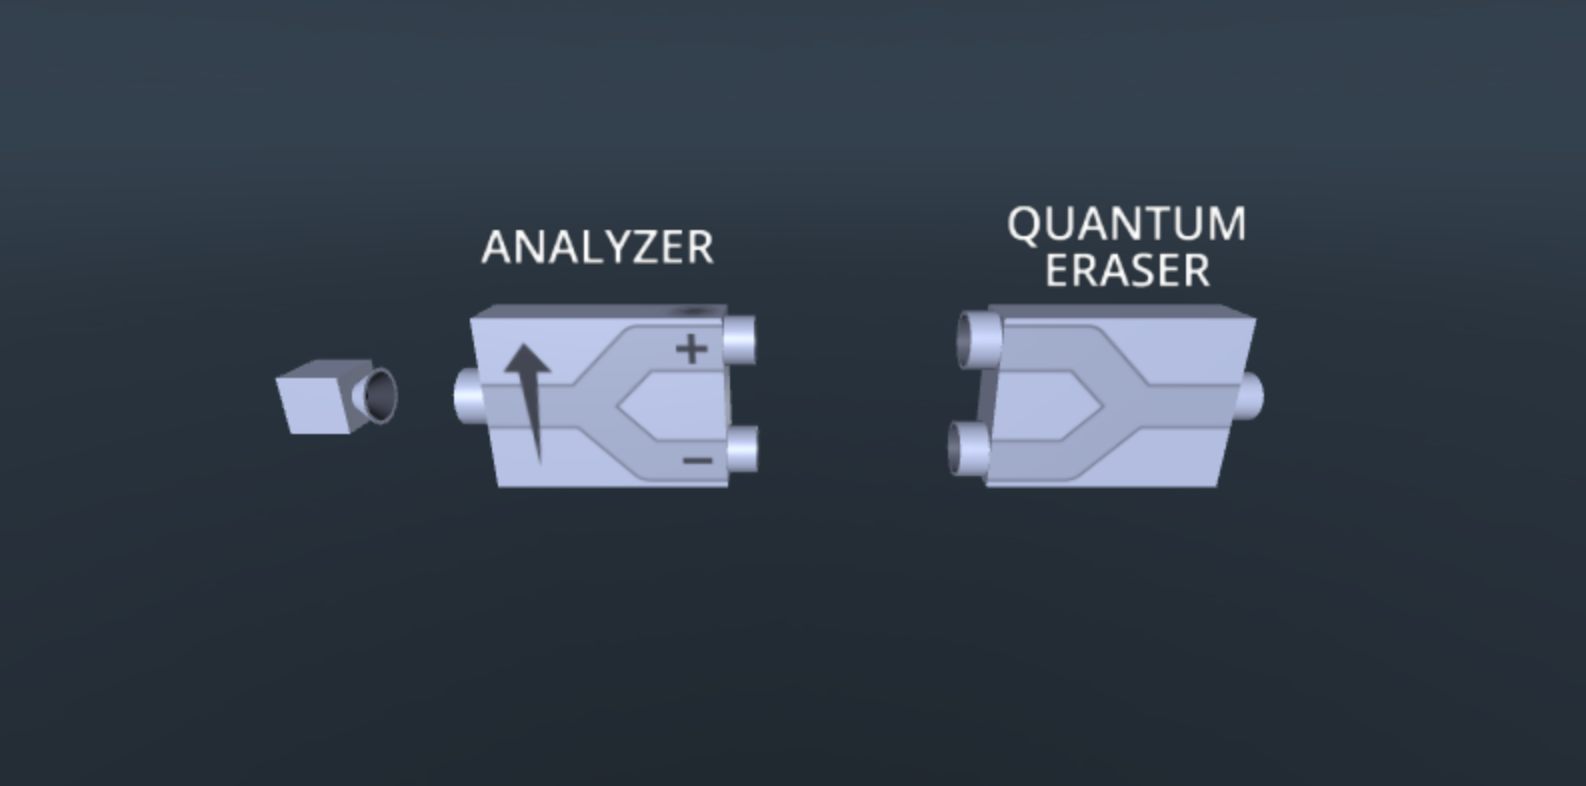 ANALYZER
QUANTUM
ERASER
+
−